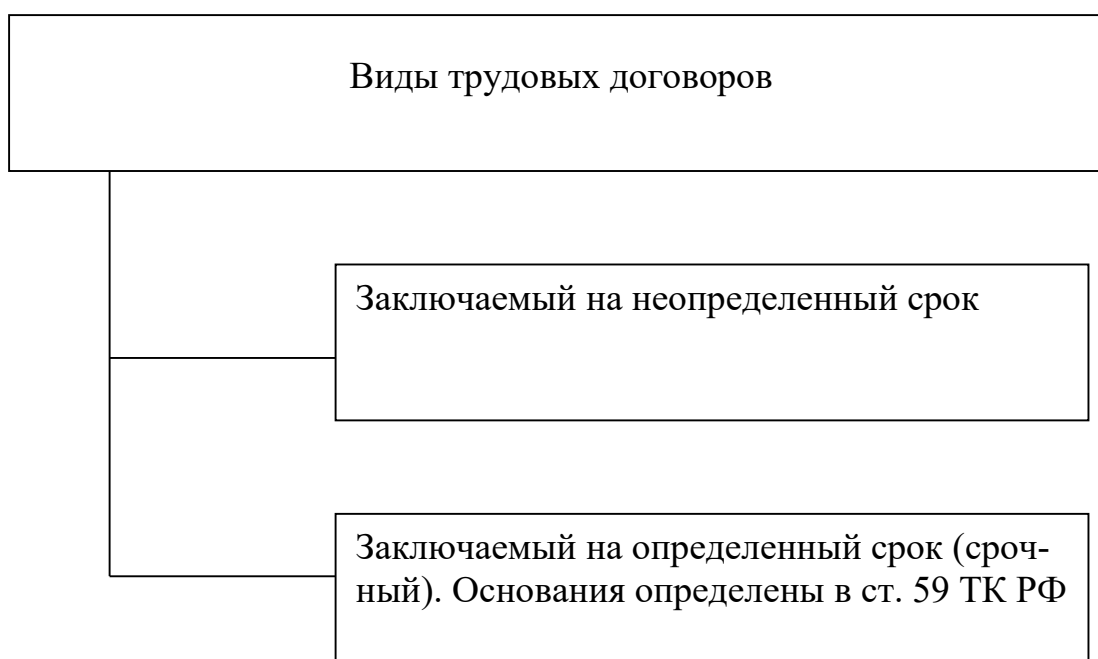 Виды трудовых договоров
Заключаемый на неопределенный срок
Заключаемый на определенный срок (сроч-
ный). Основания определены в ст. 59 ТК РФ